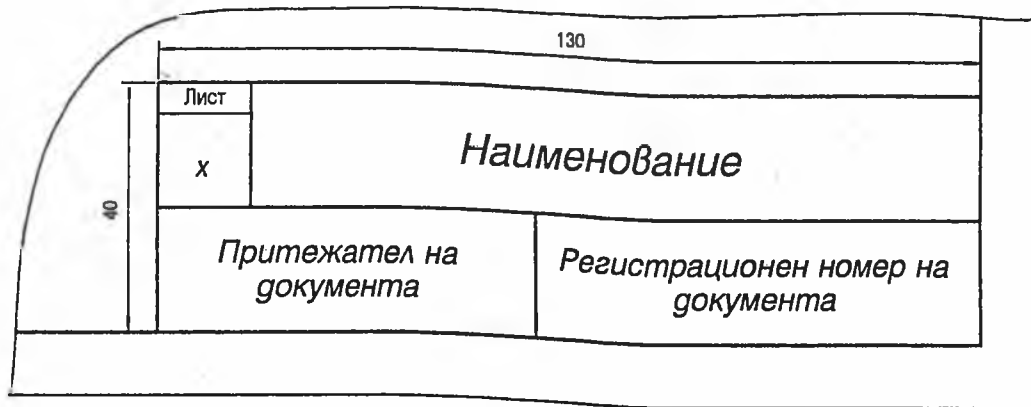 130
Лист
Наименование
X
40
Притежател на
документа
Регистрационен номер на
документа